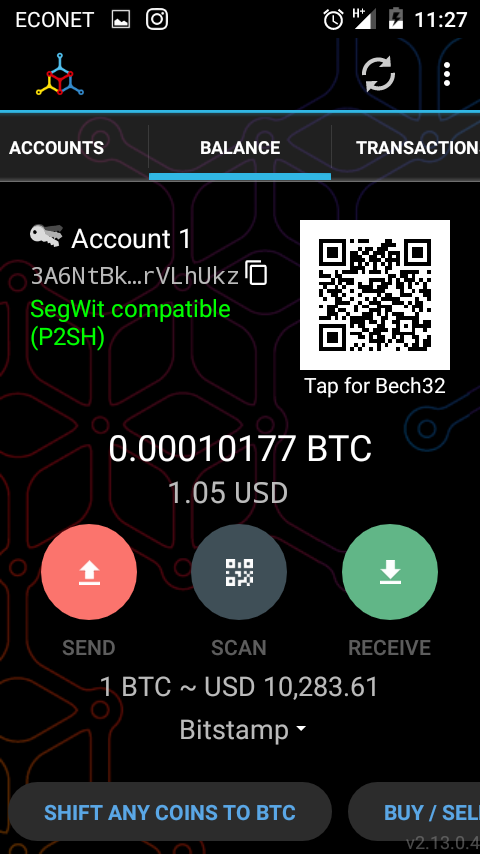 ECONET
H+
11:27
ACCOUNTS
BALANCE
TRANSACTION
Account 1
3A6NtBk…rVLhUkz
SegWit compatible
(P2SH)
Tap for Bech32
0.00010177 BTC
1.05 USD
SEND
SCAN
RECEIVE
1 BTC ~ USD 10,283.61
Bitstamp
SHIFT ANY COINS TO BTC
BUY / SEL
v2.13.0.4